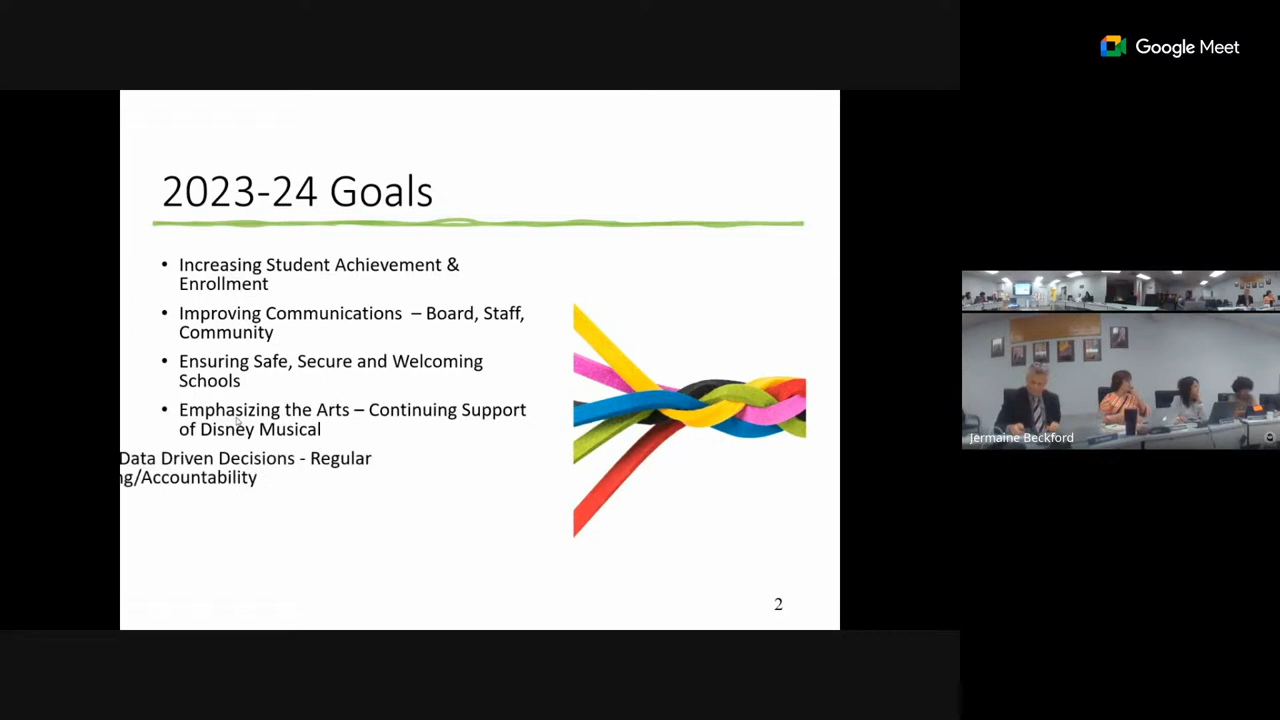 Google Meet
2023-24 Goals
• Increasing Student Achievement &
Enrollment
• Improving Communications – Board, Staff,
Community
• Ensuring Safe, Secure and Welcoming
Schools
• Emphasizing the Arts – Continuing Support
of Disney Musical
Data Driven Decisions - Regular
ng/Accountability
2
Jermaine Beckford